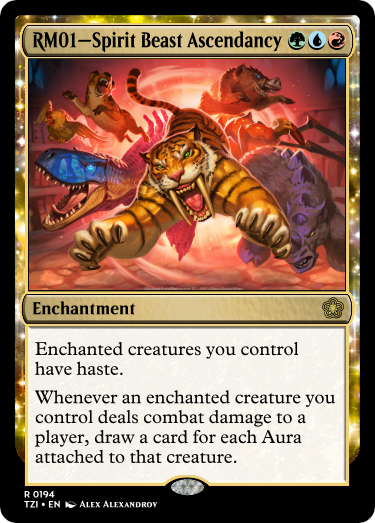 RM01—Spirit Beast Ascendancy
Enchantment
Enchanted creatures you control
have haste.
Whenever an enchanted creature you
control deals combat damage to a
player, draw a card for each Aura
attached to that creature.
R 0194
TZI • EN Alex Alexandrov